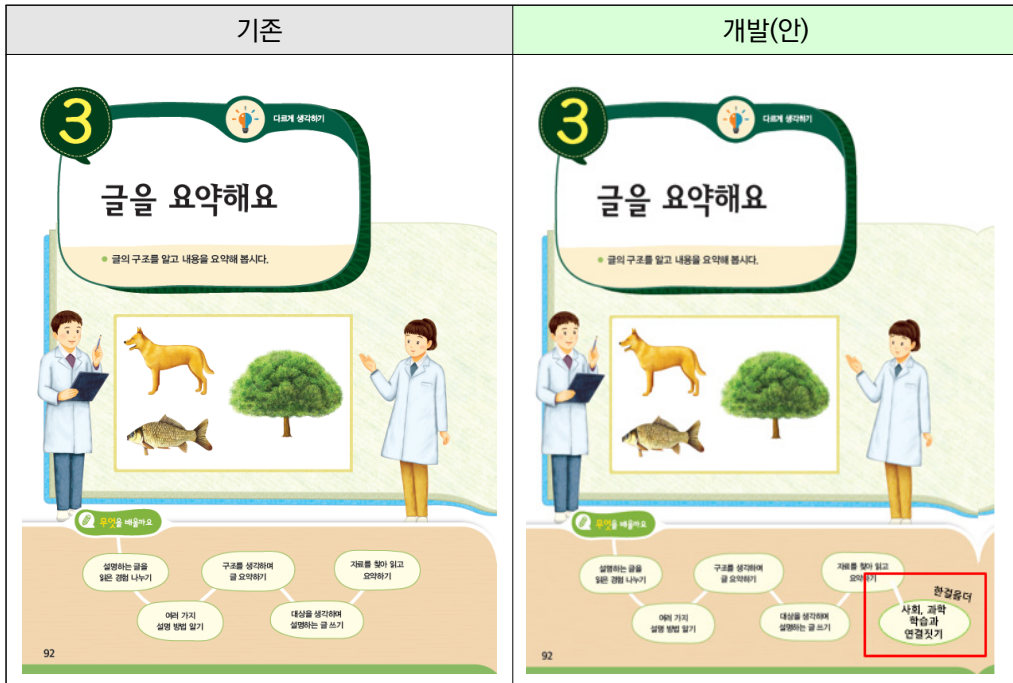 기존
개발(안)
3
다르게 생각하기
글을 요약해요
글의 구조를 알고 내용을 요약해 봅시다.
무엇을 배울까요
설명하는 글을
읽은 경험 나누기
구조를 생각하며
글 요약하기
자료를 찾아 읽고
요약하기
여러 가지
설명 방법 알기
대상을 생각하며
설명하는 글 쓰기
92
3
다르게 생각하기
글을 요약해요
글의 구조를 알고 내용을 요약해 봅시다.
무엇을 배울까요
설명하는 글을
읽은 경험 나누기
구조를 생각하며
글 요약하기
자료를 찾아 읽고
요약하기
여러 가지
설명 방법 알기
대상을 생각하며
설명하는 글 쓰기
한걸음더
사회, 과학
학습과
연결짓기
92